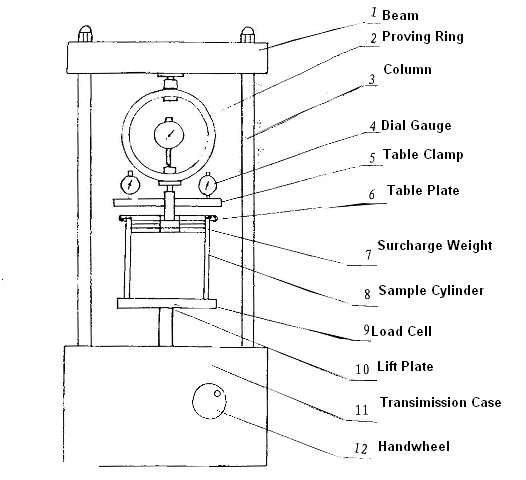 1 Beam
2 Proving Ring
3 Column
4 Dial Gauge
5 Table Clamp
6 Table Plate
7 Surcharge Weight
8 Sample Cylinder
9 Load Cell
10 Lift Plate
11 Transimission Case
12 Handwheel